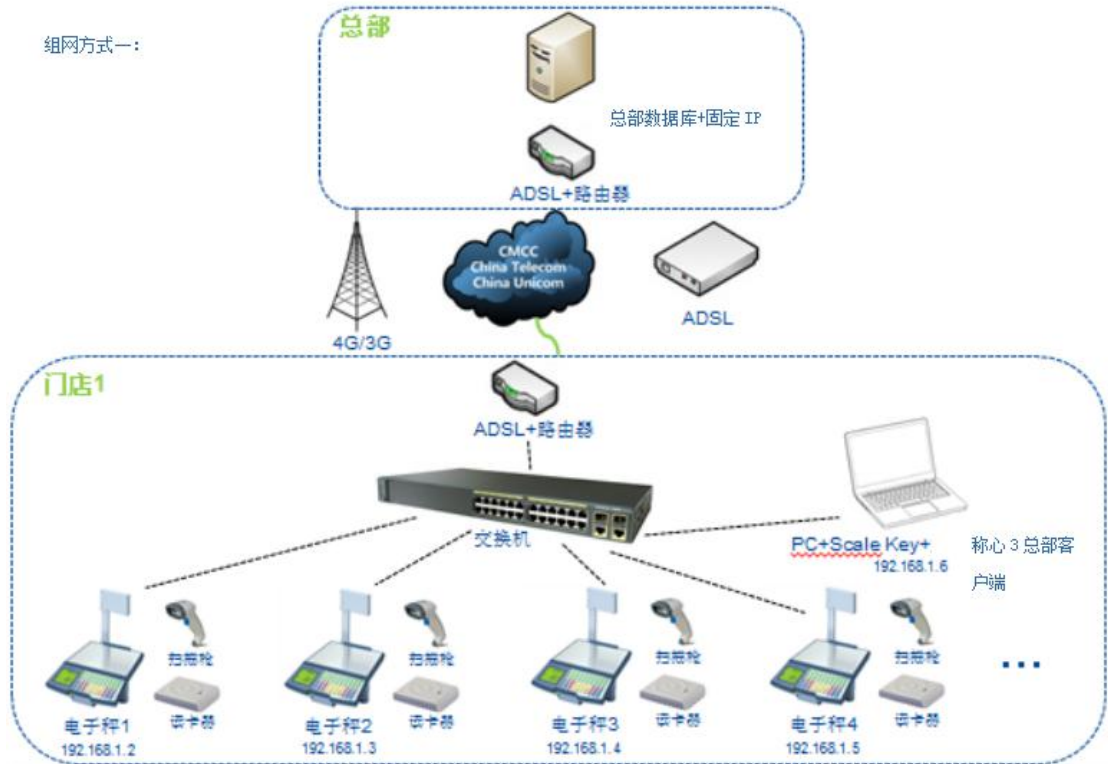 组网方式一:
总部
总部数据库+固定 IP
ADSL+路由器
CMCC
China Telecom
China Unicom
4G/3G
ADSL
门店1
ADSL+路由器
交换机
PC+Scale Key+
192.168.1.6
称心 3 总部客
户端
扫描枪
扫描枪
扫描枪
扫描枪
...
读卡器
读卡器
读卡器
读卡器
电子秤1
192.168.1.2
电子秤2
192.168.1.3
电子秤3
192.168.1.4
电子秤4
192.168.1.5